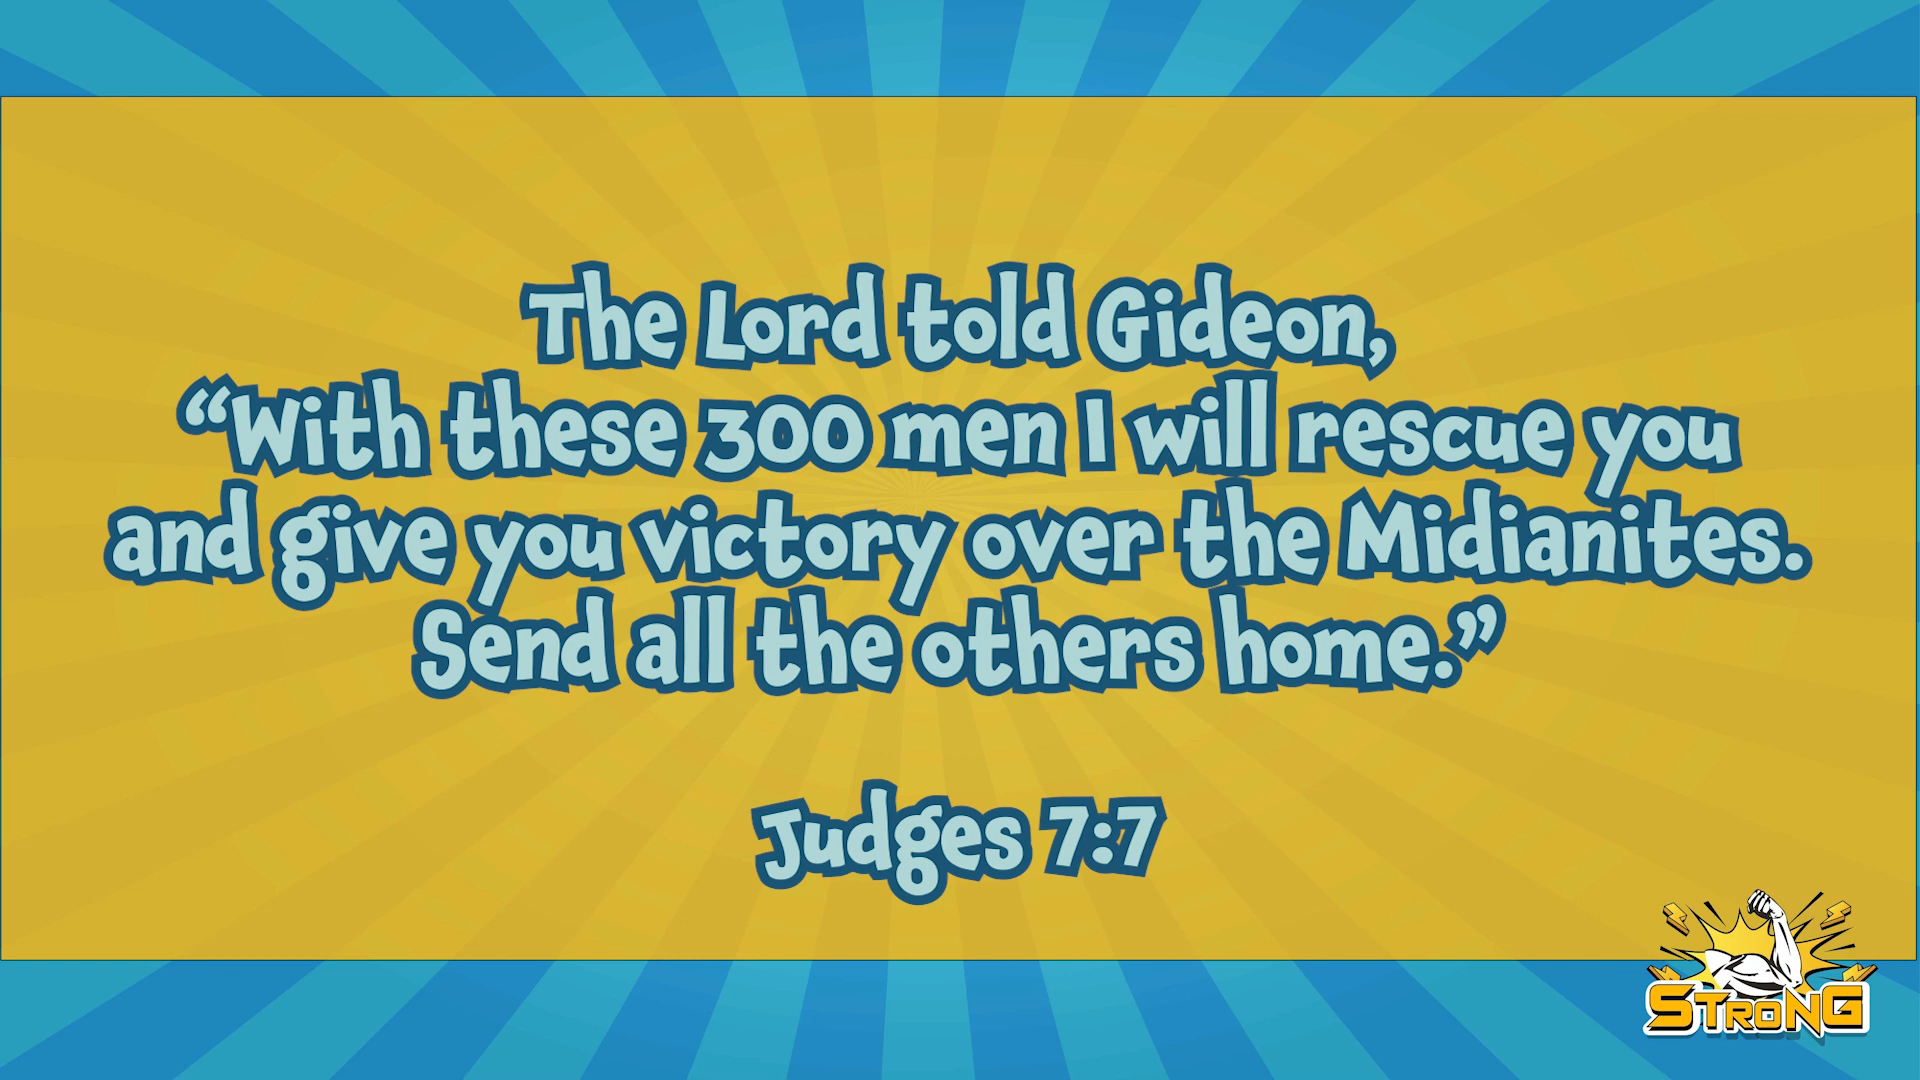 The Lord told Gideon,
“With these 300 men I will rescue you
and give you victory over the Midianites.
Send all the others home.”
Judges 7:7
STRONG